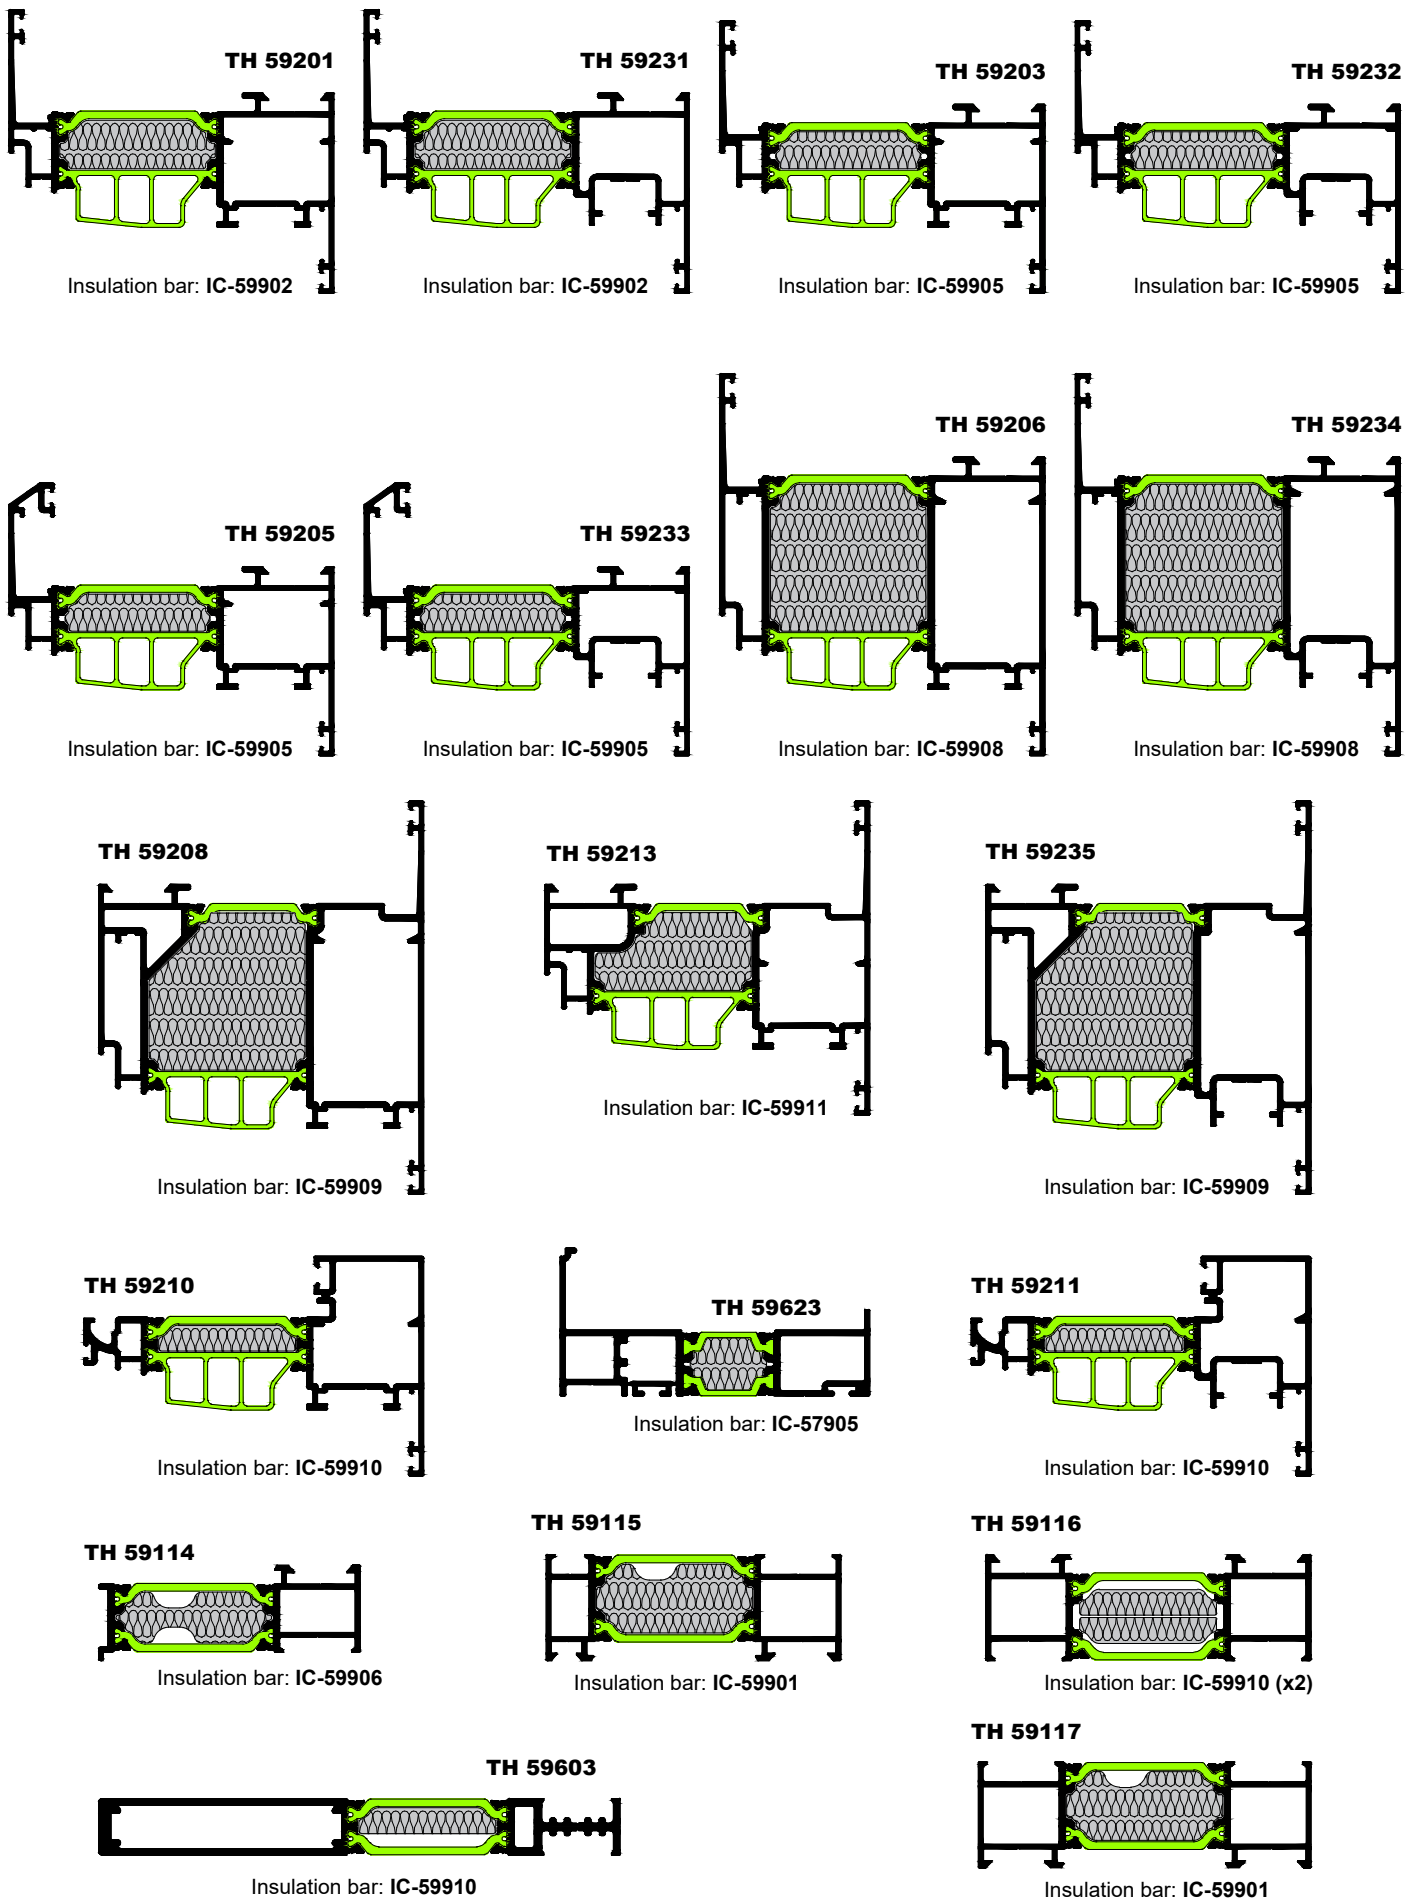 TH 59201
TH 59231
TH 59203
TH 59232
Insulation bar: IC-59902
Insulation bar: IC-59902
Insulation bar: IC-59905
Insulation bar: IC-59905
TH 59205
TH 59233
TH 59206
TH 59234
Insulation bar: IC-59905
Insulation bar: IC-59905
Insulation bar: IC-59908
Insulation bar: IC-59908
TH 59208
TH 59213
TH 59235
Insulation bar: IC-59909
Insulation bar: IC-59911
Insulation bar: IC-59909
TH 59210
TH 59623
TH 59211
Insulation bar: IC-59910
Insulation bar: IC-57905
Insulation bar: IC-59910
TH 59114
TH 59115
TH 59116
Insulation bar: IC-59906
Insulation bar: IC-59901
Insulation bar: IC-59910 (x2)
TH 59603
TH 59117
Insulation bar: IC-59910
Insulation bar: IC-59901